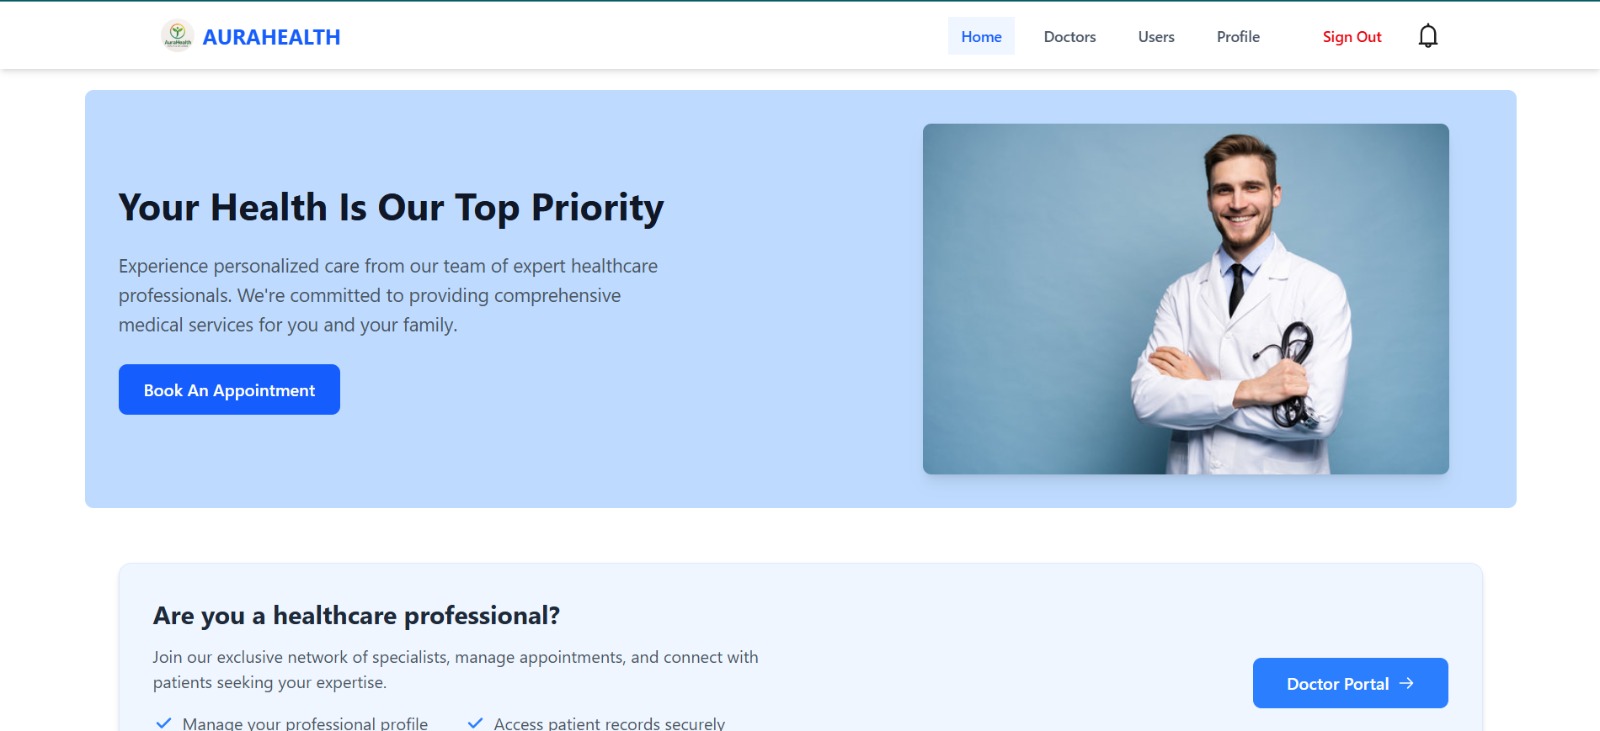 AuraHealth
AURAHEALTH
Home
Doctors
Users
Profile
Sign Out
Your Health Is Our Top Priority
Experience personalized care from our team of expert healthcare
professionals. We're committed to providing comprehensive
medical services for you and your family.
Book An Appointment
Are you a healthcare professional?
Join our exclusive network of specialists, manage appointments, and connect with
patients seeking your expertise.
Doctor Portal
Manage your professional profile
Access patient records securely